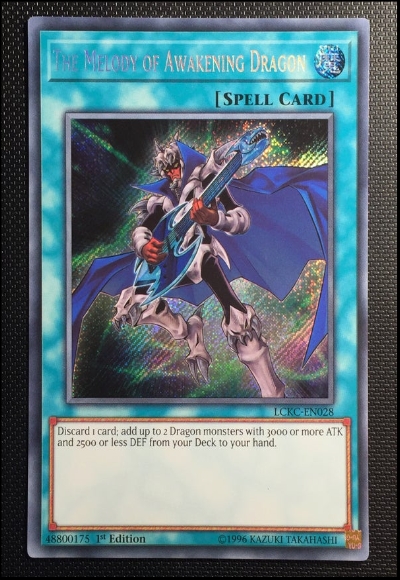 The Melody of Awakening Dragon
[Spell Card]
LCKC-EN028
Discard 1 card; add up to 2 Dragon monsters with 3000 or more ATK
and 2500 or less DEF from your Deck to your hand.
48800175 1st Edition ©1996 KAZUKI TAKAHASHI